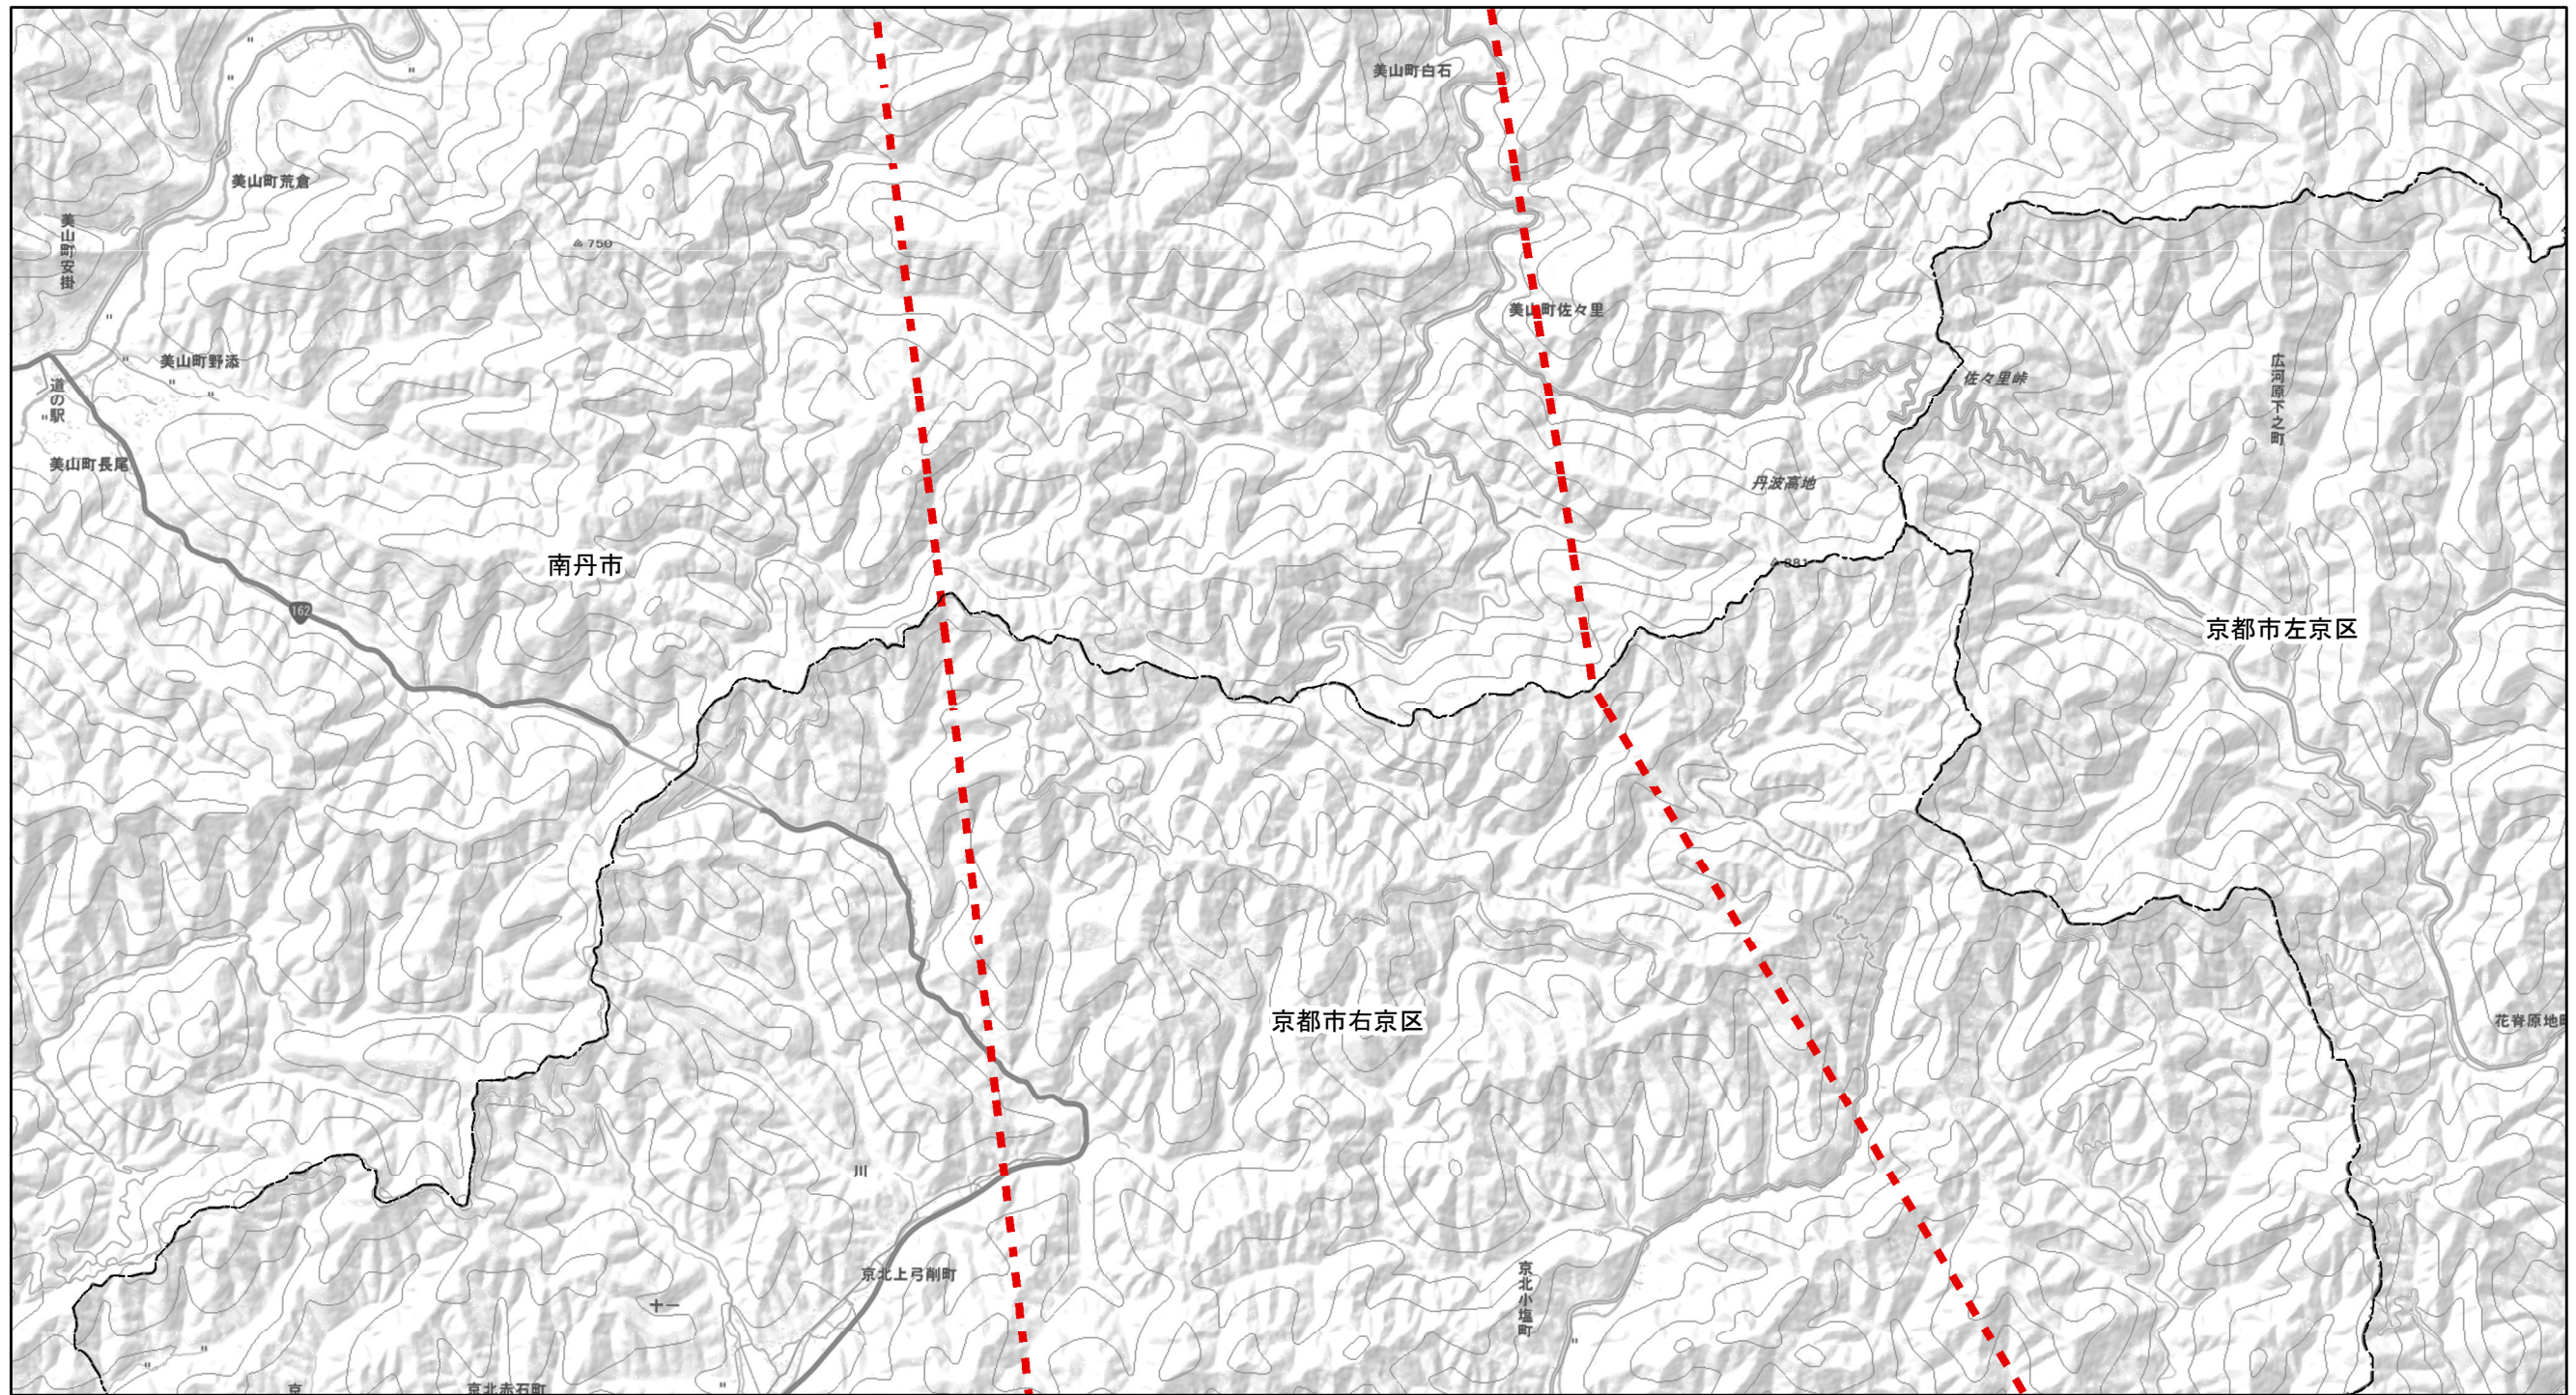 美山町白石
美山町荒倉
美山町安掛
750
美山町佐々里
美山町野添
道の駅
佐々里峠
広河原下之町
美山町長尾
丹波高地
南丹市
881
162
京都市左京区
京都市右京区
花脊原地町
川
京北上弓削町
京北小塩町
十一
京
京北赤石町